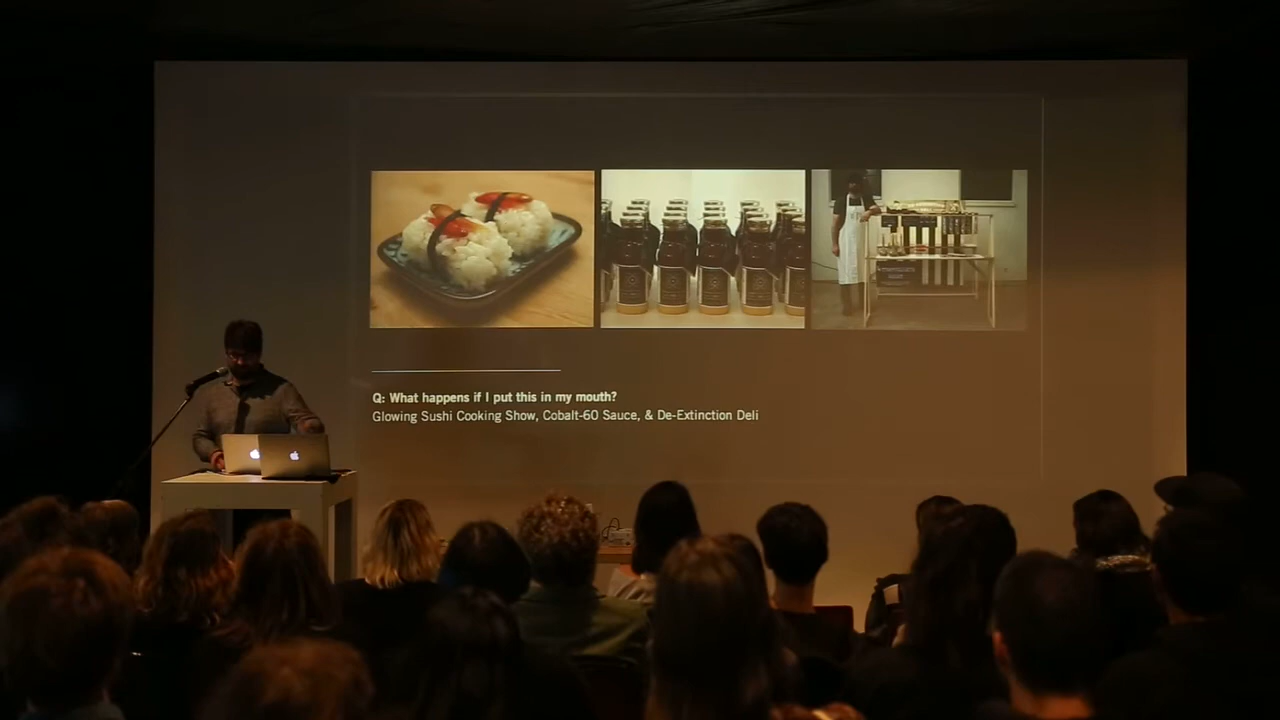 Q: What happens if I put this in my mouth?
Glowing Sushi Cooking Show, Cobalt-60 Sauce, & De-Extinction Deli